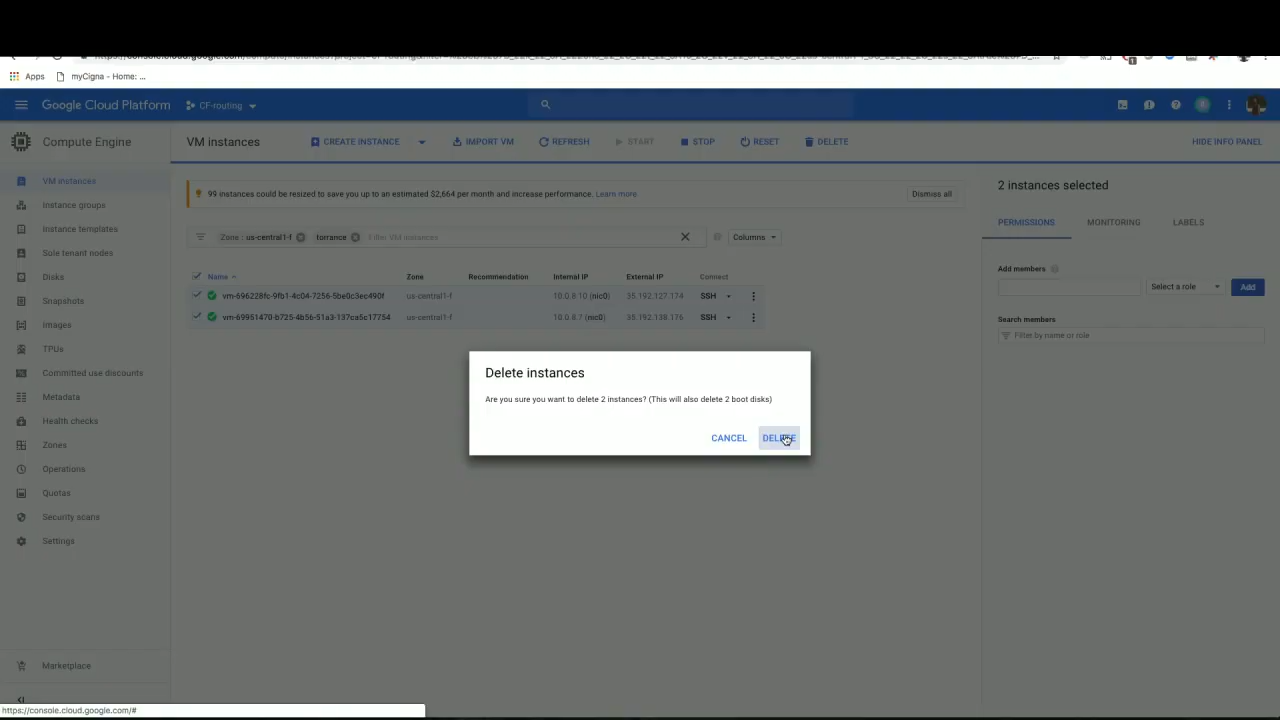 Apps myCigna - Home: ...
Google Cloud Platform CF-routing
Compute Engine VM instances CREATE INSTANCE IMPORT VM REFRESH START STOP RESET DELETE HIDE INFO PANEL
VM instances
Instance groups
Instance templates
Sole tenant nodes
Disks
Snapshots
Images
TPUs
Committed use discounts
Metadata
Health checks
Zones
Operations
Quotas
Security scans
Settings
Marketplace
99 instances could be resized to save you up to an estimated $2,664 per month and increase performance. Learn more Dismiss all
Zone : us-central1-f torrance Filter VM instances Columns
Name Zone Recommendation Internal IP External IP Connect
vm-696228fc-9fb1-4c04-7256-5be0c3ec490f us-central1-f 10.0.8.10 (nic0) 35.192.127.174 SSH
vm-69951470-b725-4b56-51a3-137ca5c17754 us-central1-f 10.0.8.7 (nic0) 35.192.138.176 SSH
Delete instances
Are you sure you want to delete 2 instances? (This will also delete 2 boot disks)
CANCEL DELETE
2 instances selected
PERMISSIONS MONITORING LABELS
Add members
Select a role Add
Search members
Filter by name or role
https://console.cloud.google.com/#